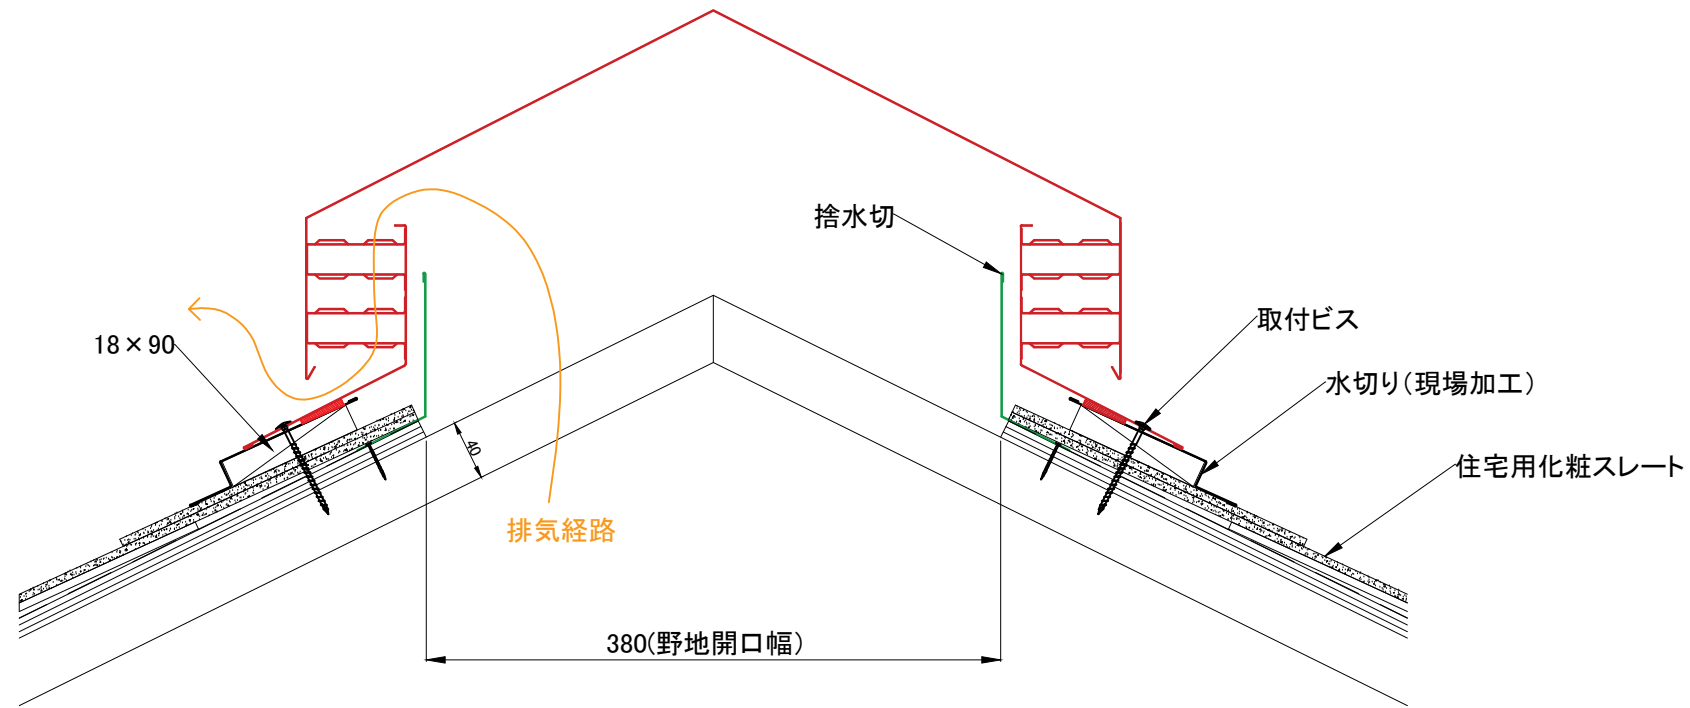 捨水切
取付ビス
18×90
水切り(現場加工)
40
住宅用化粧スレート
排気経路
380(野地開口幅)